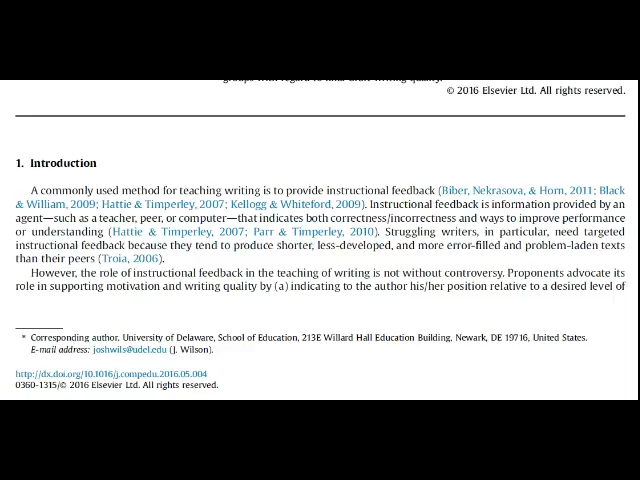 groups with regard to final draft writing quality.
© 2016 Elsevier Ltd. All rights reserved.
1. Introduction
A commonly used method for teaching writing is to provide instructional feedback (Biber, Nekrasova, & Horn, 2011; Black
& William, 2009; Hattie & Timperley, 2007; Kellogg & Whiteford, 2009). Instructional feedback is information provided by an
agent—such as a teacher, peer, or computer—that indicates both correctness/incorrectness and ways to improve performance
or understanding (Hattie & Timperley, 2007; Parr & Timperley, 2010). Struggling writers, in particular, need targeted
instructional feedback because they tend to produce shorter, less-developed, and more error-filled and problem-laden texts
than their peers (Troia, 2006).
However, the role of instructional feedback in the teaching of writing is not without controversy. Proponents advocate its
role in supporting motivation and writing quality by (a) indicating to the author his/her position relative to a desired level of
* Corresponding author. University of Delaware, School of Education, 213E Willard Hall Education Building, Newark, DE 19716, United States.
E-mail address: joshwils@udel.edu (J. Wilson).
http://dx.doi.org/10.1016/j.compedu.2016.05.004
0360-1315/© 2016 Elsevier Ltd. All rights reserved.